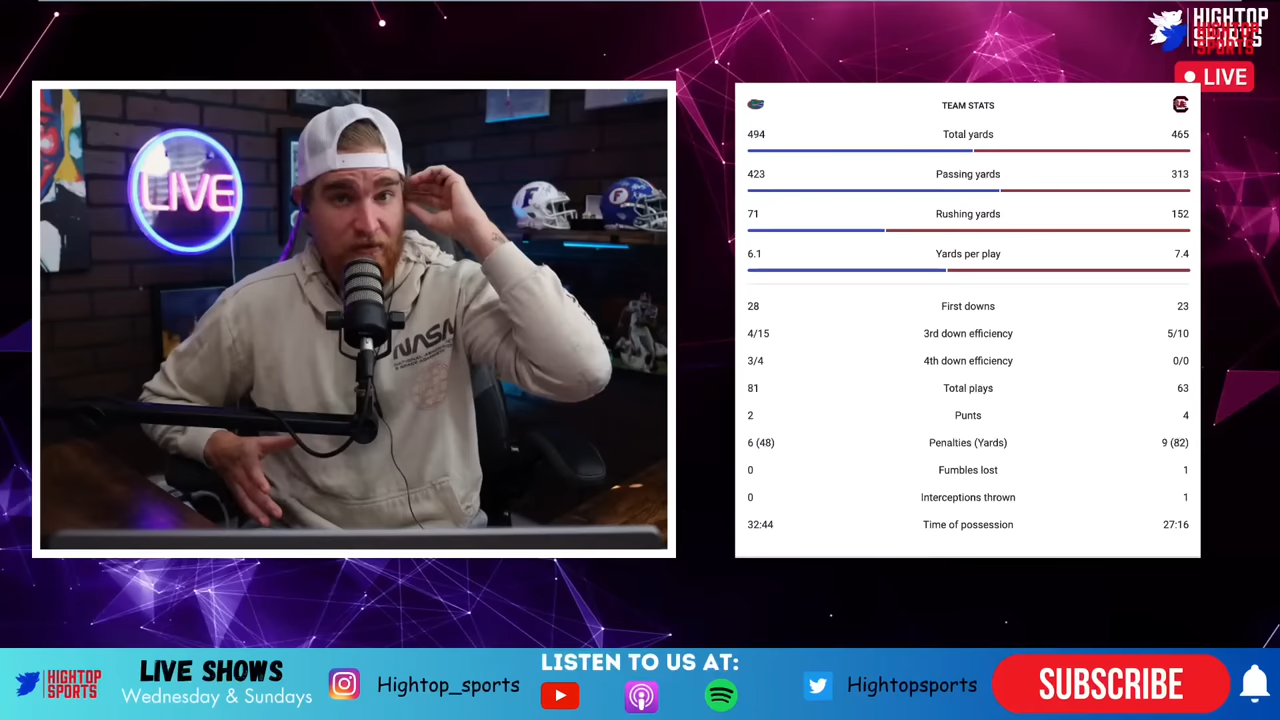 HIGHTOP
SPORTS
LIVE
LIVE
NASA
TEAM STATS
494 Total yards 465
423 Passing yards 313
71 Rushing yards 152
6.1 Yards per play 7.4
28 First downs 23
4/15 3rd down efficiency 5/10
3/4 4th down efficiency 0/0
81 Total plays 63
2 Punts 4
6 (48) Penalties (Yards) 9 (82)
0 Fumbles lost 1
0 Interceptions thrown 1
32:44 Time of possession 27:16
HIGHTOP
SPORTS
LIVE SHOWS
Wednesday & Sundays
Hightop_sports
LISTEN TO US AT:
Hightopsports
SUBSCRIBE